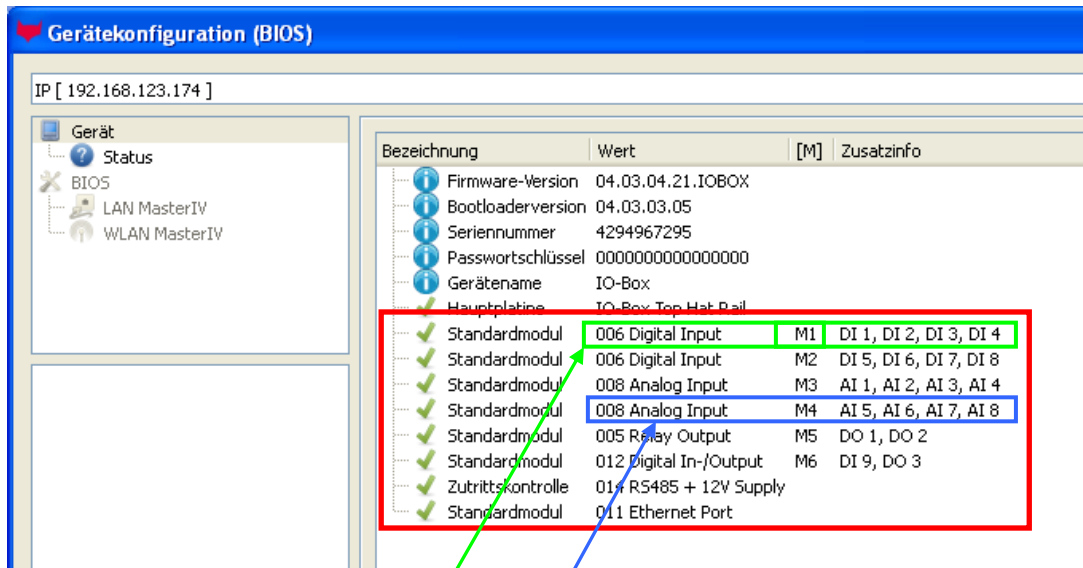 Gerätekonfiguration (BIOS)
IP [ 192.168.123.174 ]
Gerät
Status
BIOS
LAN MasterIV
WLAN MasterIV
Bezeichnung Wert [M] Zusatzinfo
Firmware-Version 04.03.04.21.IOBOX
Bootloaderversion 04.03.03.05
Seriennummer 4294967295
Passwortschlüssel 0000000000000000
Gerätename IO-Box
Hauptplatine IO-Box Top Hat Rail
Standardmodul 006 Digital Input M1 DI 1, DI 2, DI 3, DI 4
Standardmodul 006 Digital Input M2 DI 5, DI 6, DI 7, DI 8
Standardmodul 008 Analog Input M3 AI 1, AI 2, AI 3, AI 4
Standardmodul 008 Analog Input M4 AI 5, AI 6, AI 7, AI 8
Standardmodul 005 Relay Output M5 DO 1, DO 2
Standardmodul 012 Digital In-/Output M6 DI 9, DO 3
Zutrittskontrolle 014 RS485 + 12V Supply
Standardmodul 011 Ethernet Port